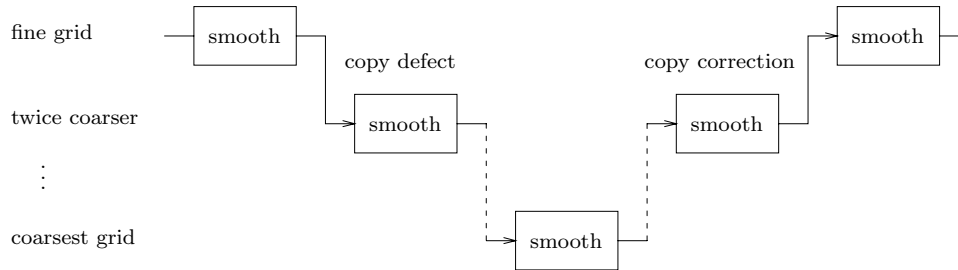 fine grid
smooth
smooth
copy defect
copy correction
twice coarser
smooth
smooth
⋮
coarsest grid
smooth